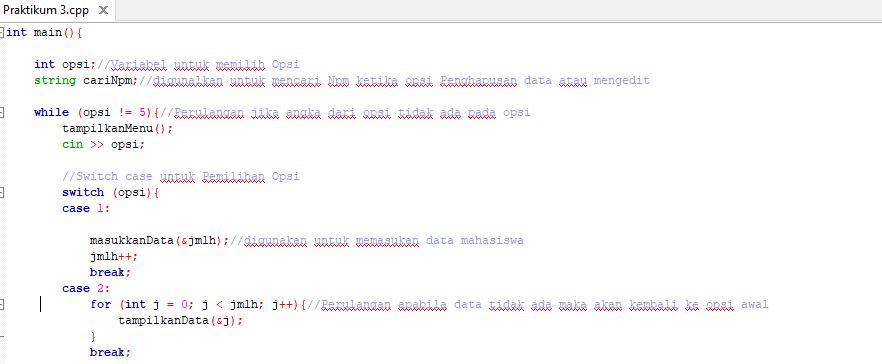 Praktikum 3.cpp X
int main(){
int opsi;//Variabel untuk memilih Opsi
string cariNpm;//digunalkan untuk mencari Npm ketika opsi Penghapusan data atau mengedit
while (opsi != 5){//Perulangan jika angka dari opsi tidak ada pada opsi
tampilkanMenu();
cin >> opsi;
//Switch case untuk Pemilihan Opsi
switch (opsi){
case 1:
masukkanData(&jmlh);//digunakan untuk memasukan data mahasiswa
jmlh++;
break;
case 2:
for (int j = 0; j < jmlh; j++){//Perulangan apabila data tidak ada maka akan kembali ke opsi awal
tampilkanData(&j);
}
break;